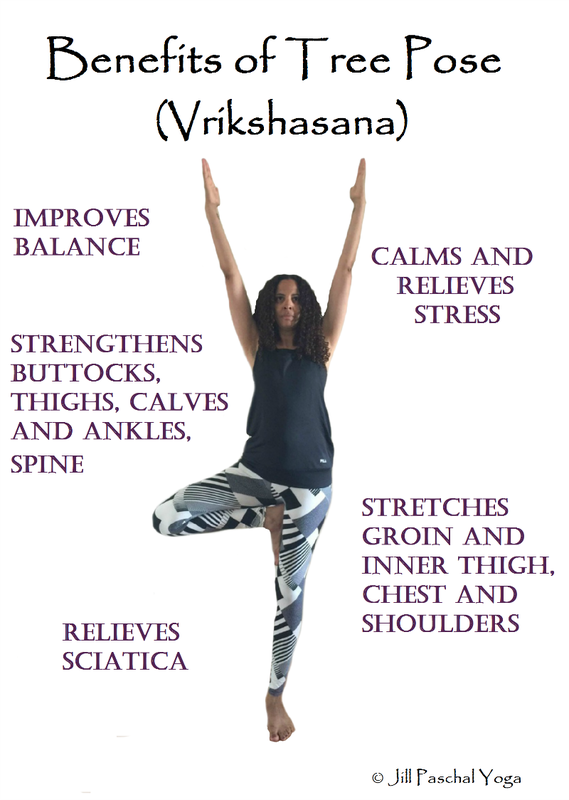 Benefits of Tree Pose
(Vrikshasana)
IMPROVES
BALANCE
CALMS AND
RELIEVES
STRESS
STRENGTHENS
BUTTOCKS,
THIGHS, CALVES
AND ANKLES,
SPINE
STRETCHES
GROIN AND
INNER THIGH,
CHEST AND
SHOULDERS
RELIEVES
SCIATICA
© Jill Paschal Yoga